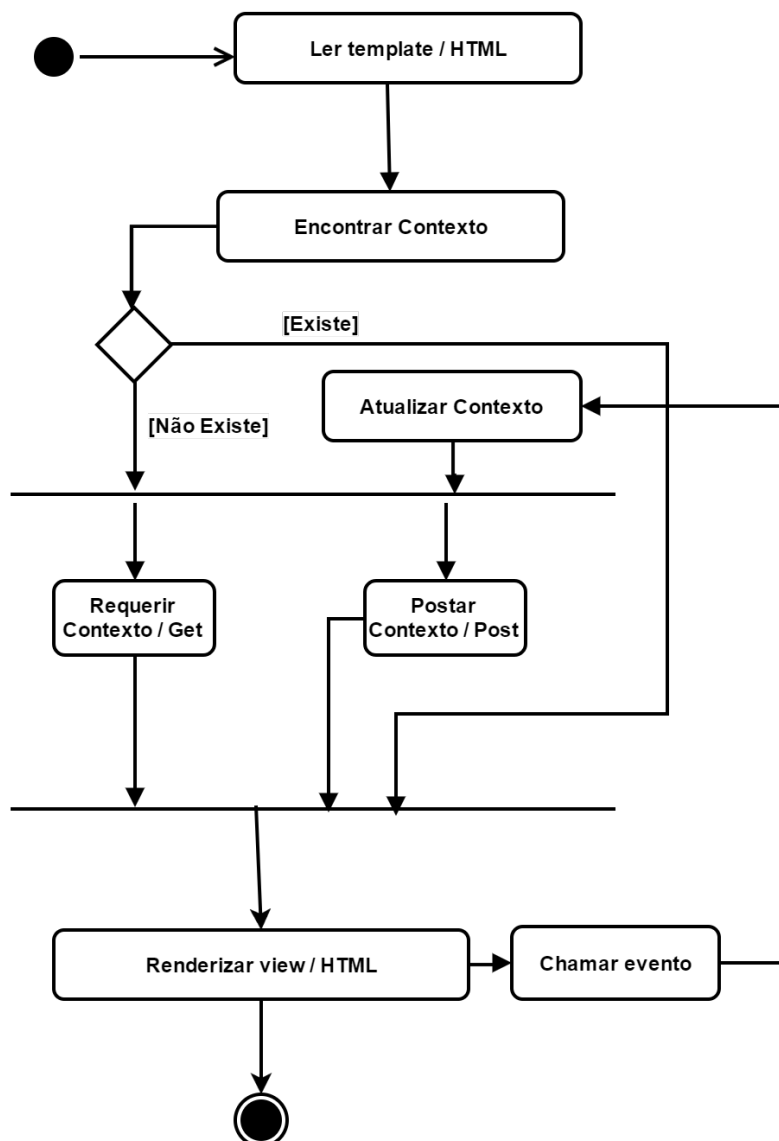 Ler template / HTML
Encontrar Contexto
[Existe]
Atualizar Contexto
[Não Existe]
Requerir
Contexto / Get
Postar
Contexto / Post
Renderizar view / HTML
Chamar evento